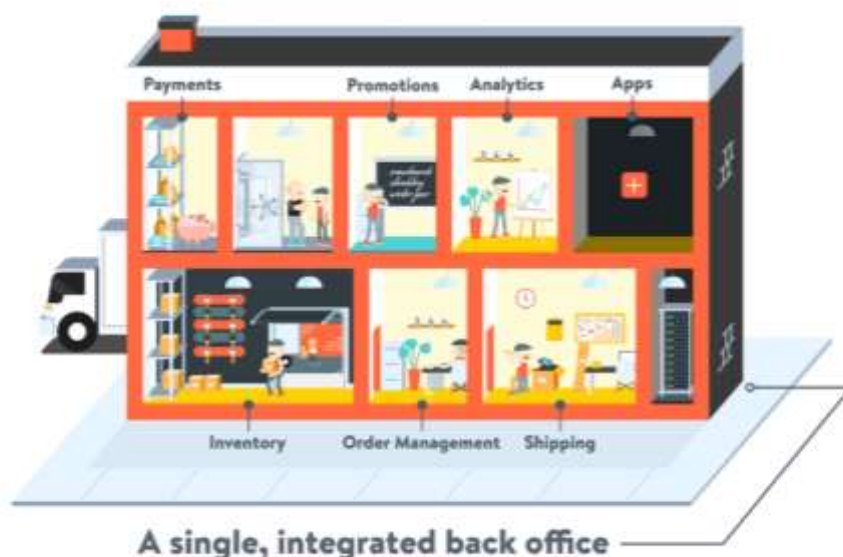 Payments
Promotions
Analytics
Apps
Inventory
Order Management
Shipping
A single, integrated back office